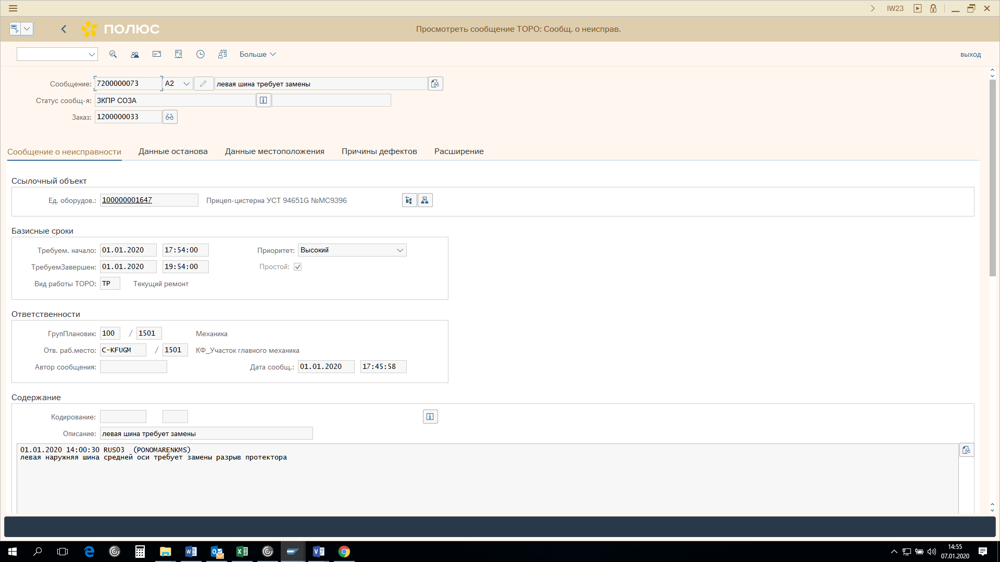 IW23
ПОЛЮС
Просмотреть сообщение ТОРО: Сообщ. о неисправ.
Больше
выход
Сообщение: 7200000073 A2 левая шина требует замены
Статус сообщ-я: ЗКПР СОЗА
Заказ: 1200000033
Сообщение о неисправности Данные останова Данные местоположения Причины дефектов Расширение
Ссылочный объект
Ед. оборудов.: 100000001647 Прицеп-цистерна УСТ 94651G №МС9396
Базисные сроки
Требуем. начало: 01.01.2020 17:54:00 Приоритет: Высокий
ТребуемЗавершен: 01.01.2020 19:54:00 Простой:
Вид работы ТОРО: ТР Текущий ремонт
Ответственности
ГрупПлановик: 100 / 1501 Механика
Отв. раб.место: C-KFUGM / 1501 КФ_Участок главного механика
Автор сообщения: Дата сообщ.: 01.01.2020 17:45:58
Содержание
Кодирование:
Описание: левая шина требует замены
01.01.2020 14:00:30 RUS03 (PONOMARENKMS)
левая наружняя шина средней оси требует замены разрыв протектора
14:55
07.01.2020